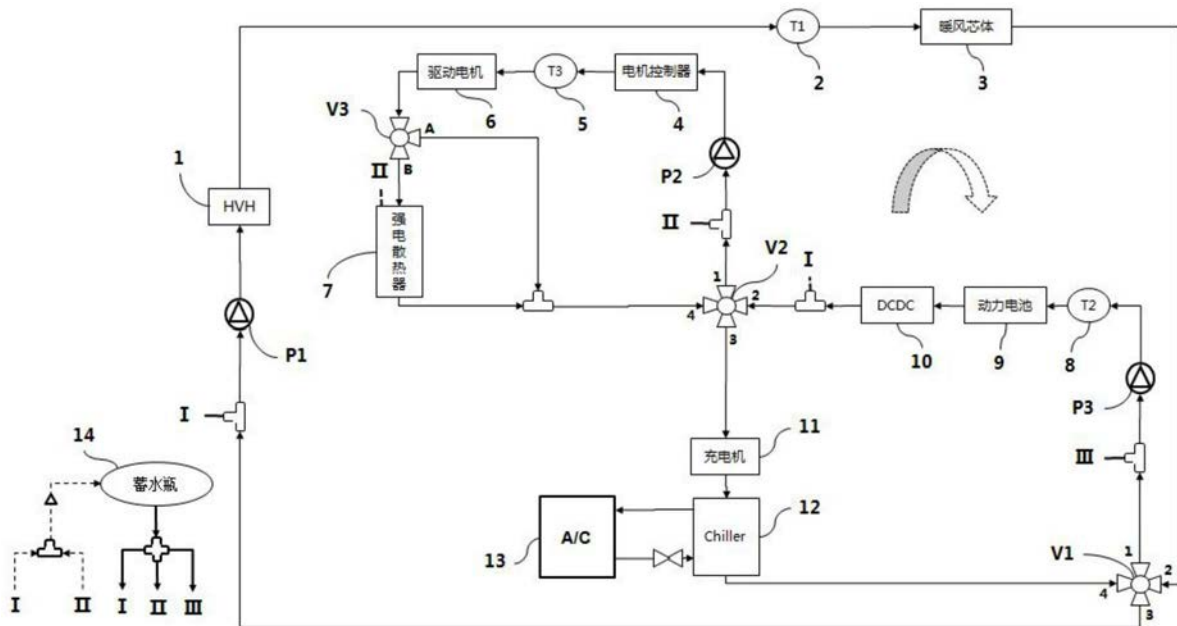 T1
暖风芯体
2
3
驱动电机
T3
电机控制器
6
5
4
V3
A
B
II
P2
1
HVH
II
强电散热器
7
V2
1
2
3
4
I
DCDC
动力电池
T2
10
9
8
P1
P3
I
III
14
蓄水瓶
充电机
11
A/C
Chiller
12
13
V1
1
2
3
4
I
II
I
II
III